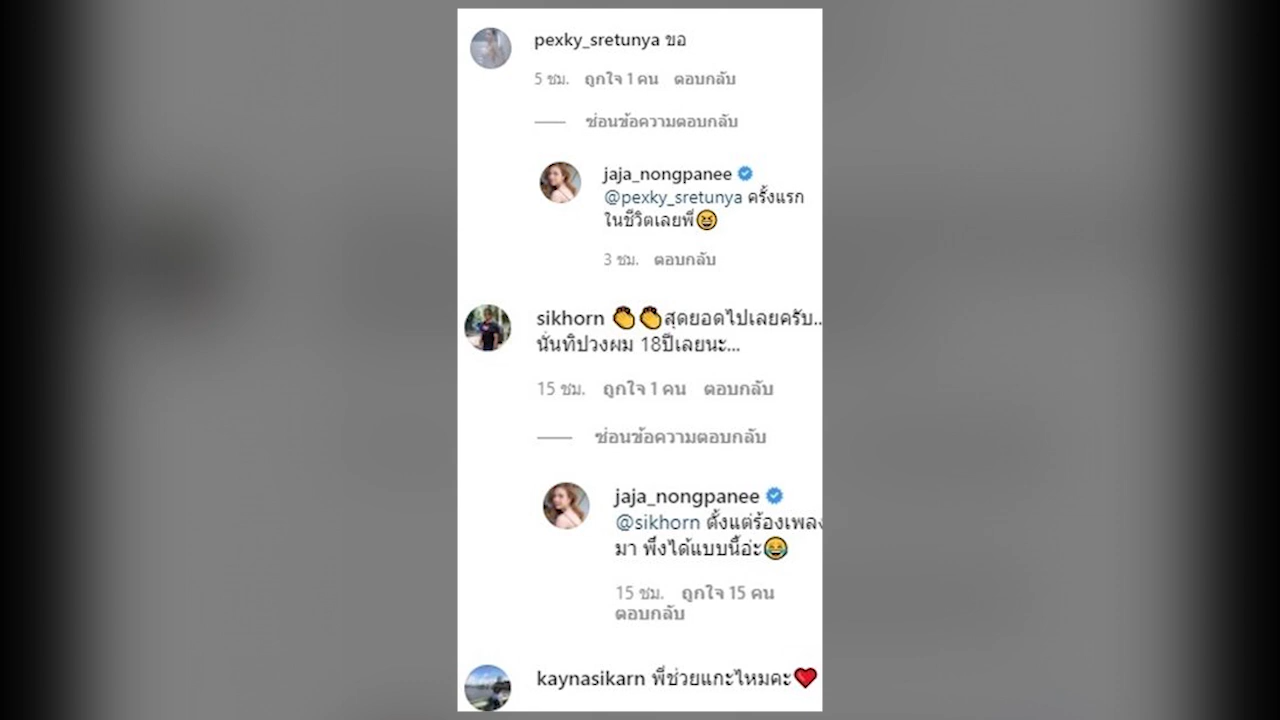 pexky_sretunya ขอ
5 ชม. ถูกใจ 1 คน ตอบกลับ
ซ่อนข้อความตอบกลับ
jaja_nongpanee
@pexky_sretunya ครั้งแรก
ในชีวิตเลยพี่😆
3 ชม. ตอบกลับ
sikhorn 👏👏สุดยอดไปเลยครับ..
นั่นทิปวงผม 18ปีเลยนะ...
15 ชม. ถูกใจ 1 คน ตอบกลับ
ซ่อนข้อความตอบกลับ
jaja_nongpanee
@sikhorn ตั้งแต่ร้องเพลง
มา พึ่งได้แบบนี้อ่ะ😂
15 ชม. ถูกใจ 15 คน
ตอบกลับ
kaynasikarn พี่ช่วยแกะไหมคะ❤️